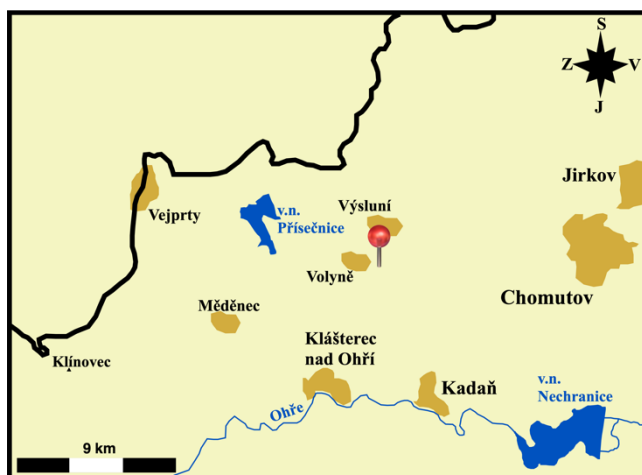 S
Z V
J
Jirkov
Vejprty
v.n.
Přísečnice
Výsluní
Volyně
Chomutov
Měděnec
Klášterec
nad Ohří
Klínovec
Kadaň
v.n.
Nechranice
Ohře
9 km